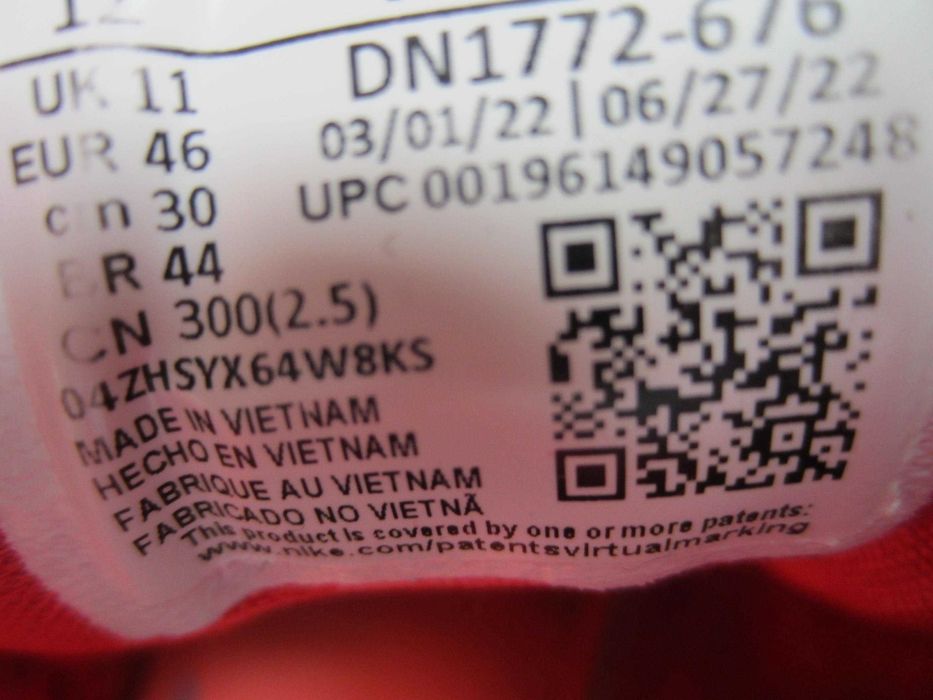 12
UK 11
EUR 46
cm 30
BR 44
CN 300(2.5)
DN1772-676
03/01/22 | 06/27/22
UPC 00196149057248
04ZHSYX64W8KS
MADE IN VIETNAM
HECHO EN VIETNAM
FABRIQUE AU VIETNAM
FABRICADO NO VIETNÃ
This product is covered by one or more patents:
www.nike.com/patentsvirtualmarking